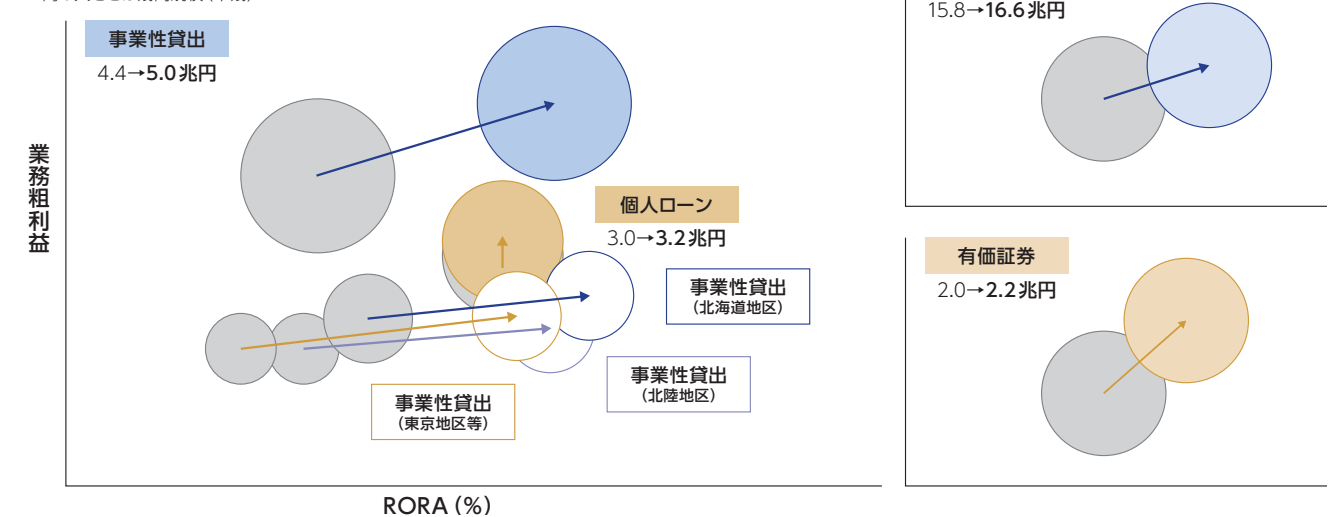 事業性貸出
4.4→5.0兆円
業務粗利益
個人ローン
3.0→3.2兆円
事業性貸出
(北海道地区)
事業性貸出
(北陸地区)
事業性貸出
(東京地区等)
RORA (%)
15.8→16.6兆円
有価証券
2.0→2.2兆円